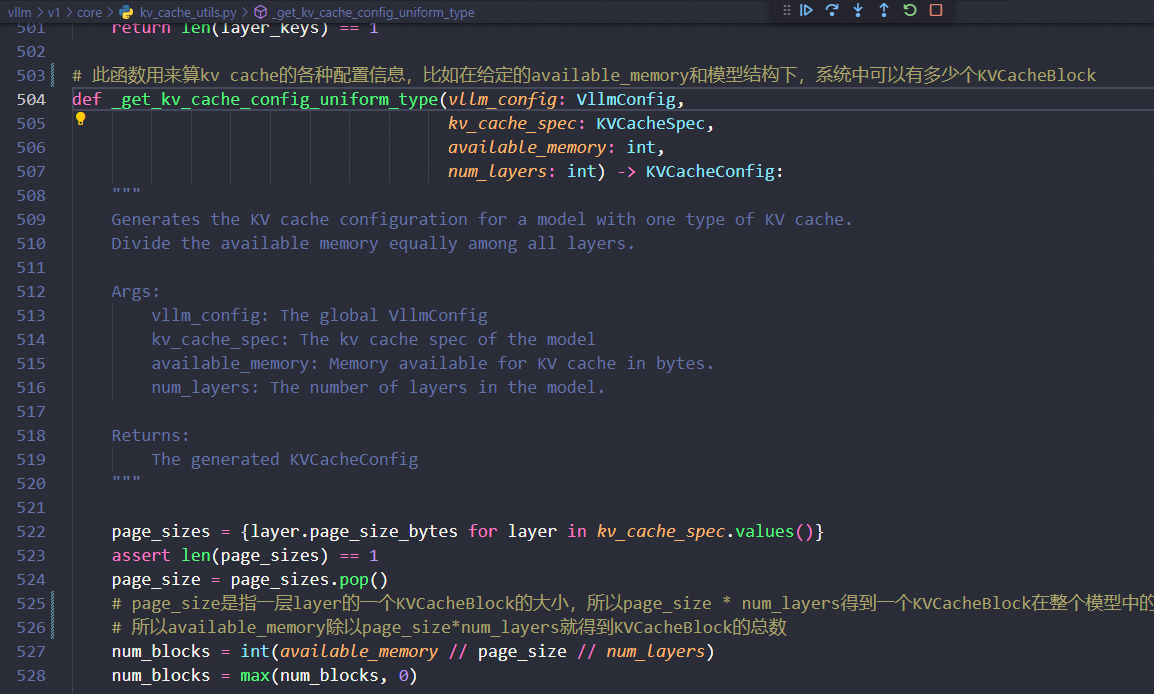 vllm > v1 > core > kv_cache_utils.py > _get_kv_cache_config_uniform_type
501 return len(layer_keys) == 1
502
503 # 此函数用来算kv cache的各种配置信息，比如在给定的available_memory和模型结构下，系统中可以有多少个KVCacheBlock
504 def _get_kv_cache_config_uniform_type(vllm_config: VllmConfig,
505 kv_cache_spec: KVCacheSpec,
506 available_memory: int,
507 num_layers: int) -> KVCacheConfig:
508 """
509 Generates the KV cache configuration for a model with one type of KV cache.
510 Divide the available memory equally among all layers.
511
512 Args:
513 vllm_config: The global VllmConfig
514 kv_cache_spec: The kv cache spec of the model
515 available_memory: Memory available for KV cache in bytes.
516 num_layers: The number of layers in the model.
517
518 Returns:
519 The generated KVCacheConfig
520 """
521
522 page_sizes = {layer.page_size_bytes for layer in kv_cache_spec.values()}
523 assert len(page_sizes) == 1
524 page_size = page_sizes.pop()
525 # page_size是指一层layer的一个KVCacheBlock的大小，所以page_size * num_layers得到一个KVCacheBlock在整个模型中的
526 # 所以available_memory除以page_size*num_layers就得到KVCacheBlock的总数
527 num_blocks = int(available_memory // page_size // num_layers)
528 num_blocks = max(num_blocks, 0)